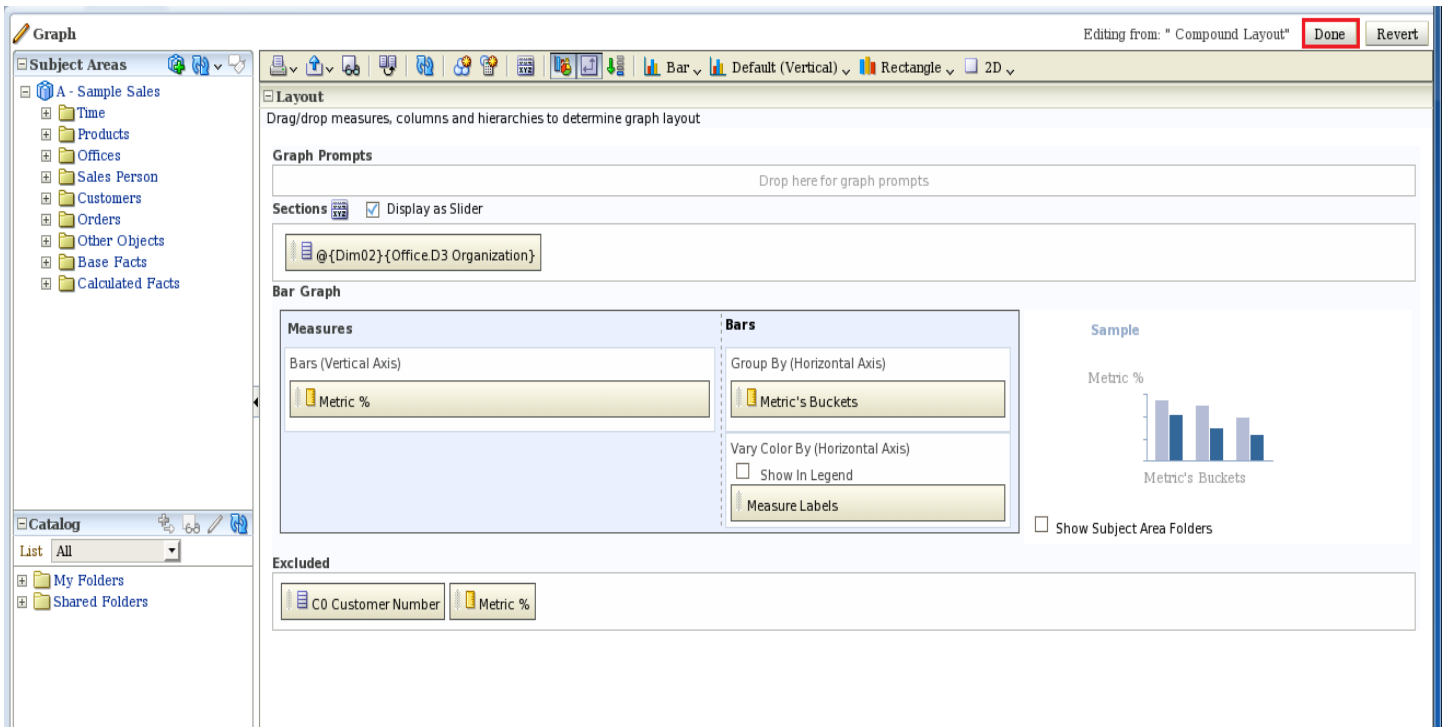 Graph
Editing from: " Compound Layout"
Done
Revert
Subject Areas
A - Sample Sales
Time
Products
Offices
Sales Person
Customers
Orders
Other Objects
Base Facts
Calculated Facts
Catalog
List All
My Folders
Shared Folders
Bar
Default (Vertical)
Rectangle
2D
Layout
Drag/drop measures, columns and hierarchies to determine graph layout
Graph Prompts
Drop here for graph prompts
Sections
Display as Slider
@{Dim02}{Office.D3 Organization}
Bar Graph
Measures
Bars (Vertical Axis)
Metric %
Bars
Group By (Horizontal Axis)
Metric's Buckets
Vary Color By (Horizontal Axis)
Show In Legend
Measure Labels
Sample
Metric %
Metric's Buckets
Show Subject Area Folders
Excluded
C0 Customer Number
Metric %